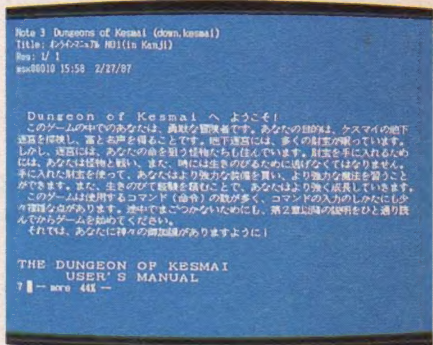 Note 3  Dungeons of Kesmai (down.kesmai)
Title: オンラインマニュアル NO1(in Kanji)
Res: 1/ 1
msx00010 15:58  2/27/87
Dungeon of Kesmai へ ようこそ!
このゲームの中でのあなたは、勇敢な冒険者です。あなたの目的は、ケスマイの地下
迷宮を探検し、富と名声を得ることです。地下迷宮には、多くの財宝が眠っています。
しかし、迷宮には、あなたの命を狙う怪物たちも住んでいます。財宝を手に入れるため
には、あなたは怪物と戦い、また、時には生きのびるために逃げなくてはなりません。
手に入れた財宝を使って、あなたはより強力な装備を買い、より強力な魔法を習うこと
ができます。また、生きのびて経験を積むことで、あなたはより強く成長していきます。
このゲームは使用するコマンド(命令)の数が多く、コマンドの入力のしかたにも少
々複雑な点があります。途中でまごつかないためにも、第2章以降の説明をひと通り読
んでからゲームを始めてください。
それでは、あなたに神々の御加護がありますように!
THE DUNGEON OF KESMAI
USER'S MANUAL
7 — more 44% —